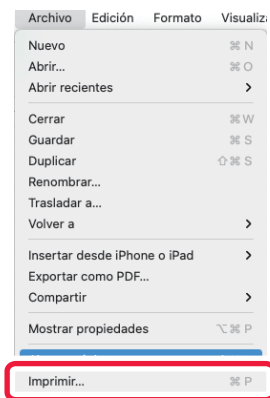 Archivo Edición Formato
Nuevo ⌘ N
Abrir... ⌘ O
Abrir recientes >
Cerrar ⌘ W
Guardar ⌘ S
Duplicar ⇧ ⌘ S
Renombrar...
Trasladar a...
Volver a >
Insertar desde iPhone o iPad >
Exportar como PDF...
Compartir >
Mostrar propiedades ⌥ ⌘ P
Imprimir... ⌘ P